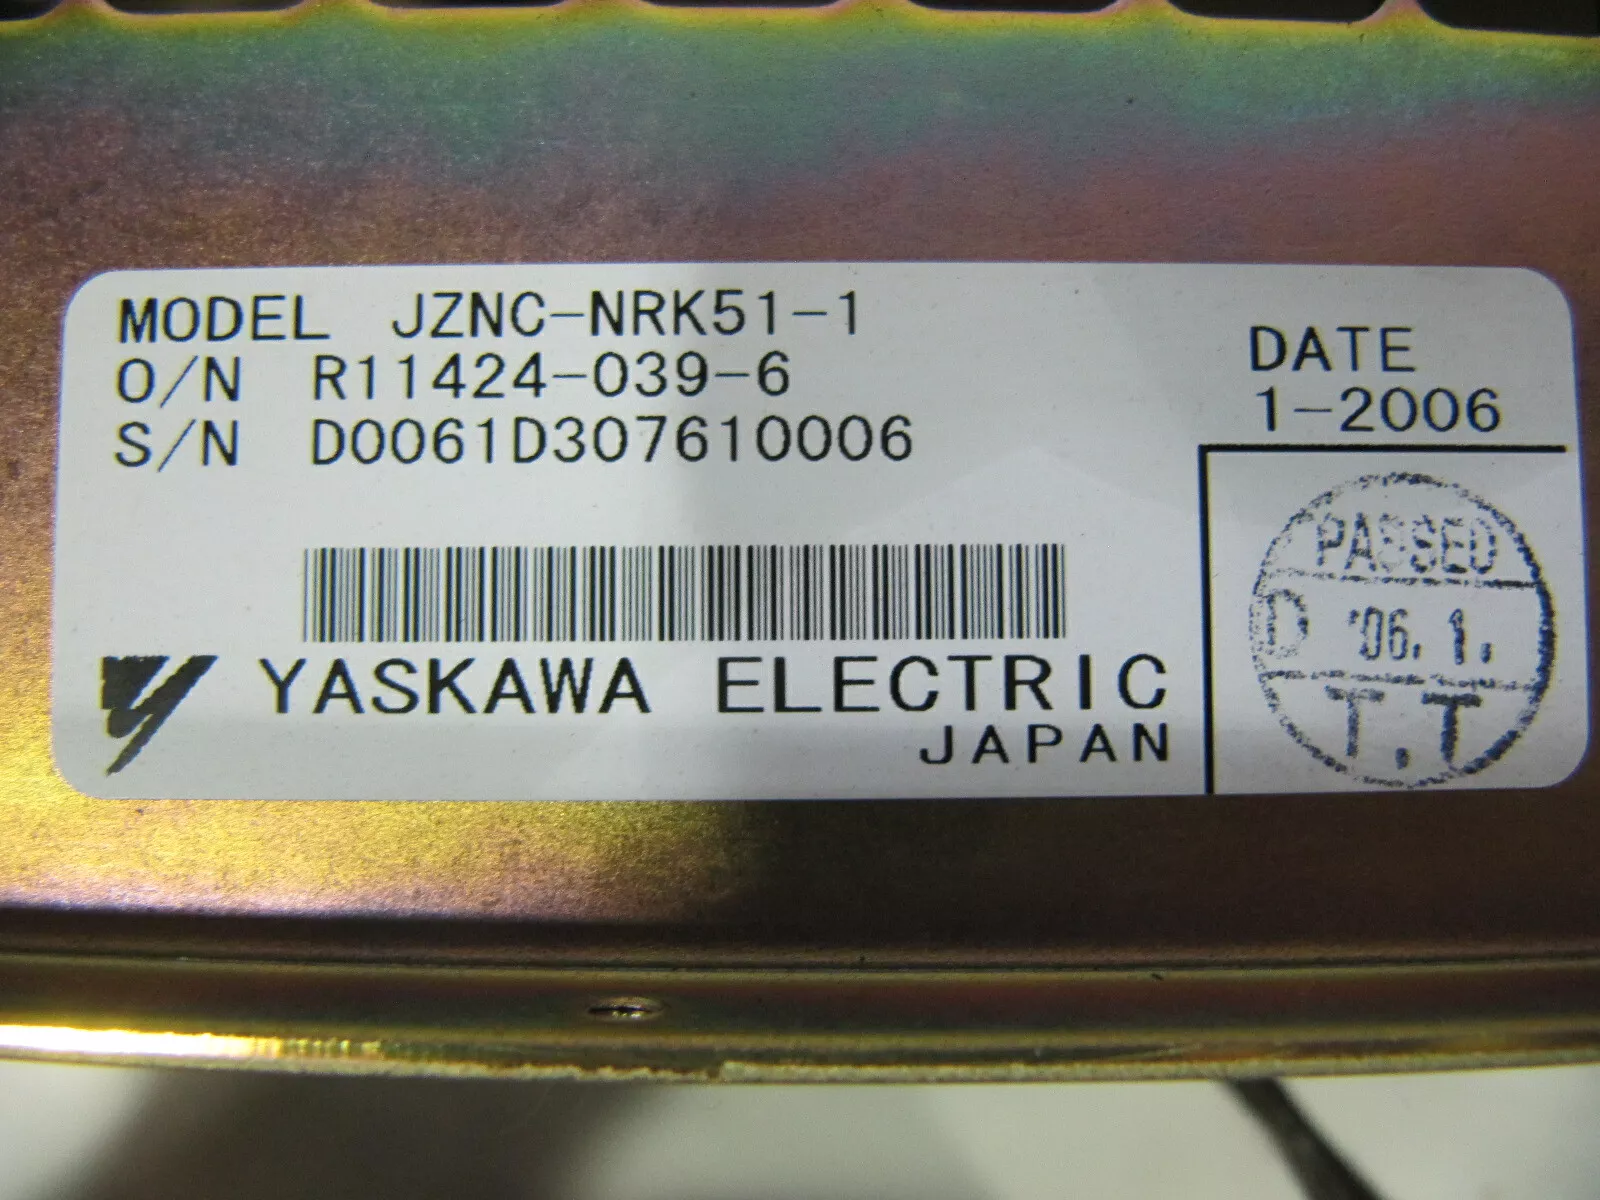 MODEL JZNC-NRK51-1
O/N R11424-039-6
S/N D0061D307610006
DATE
1-2006
YASKAWA ELECTRIC
JAPAN
PASSED
D '06. 1.
T.T